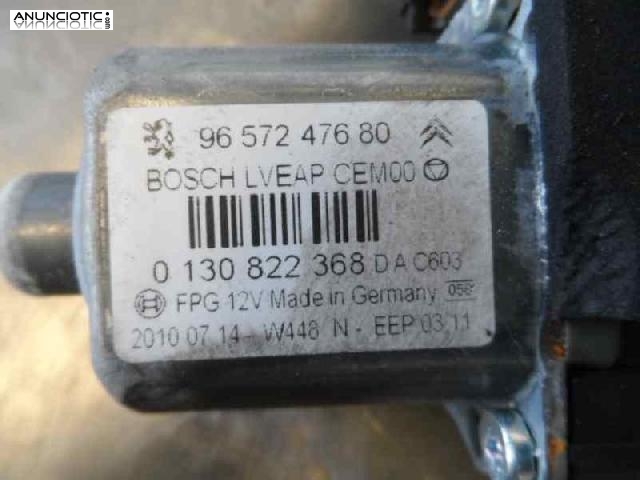 ANUNCIOTIC.es
96 572 476 80
BOSCH LVEAP CEM00
0 130 822 368 DA C603
FPG 12V Made in Germany 058
2010 07 14 - W448 N - EEP 03 11